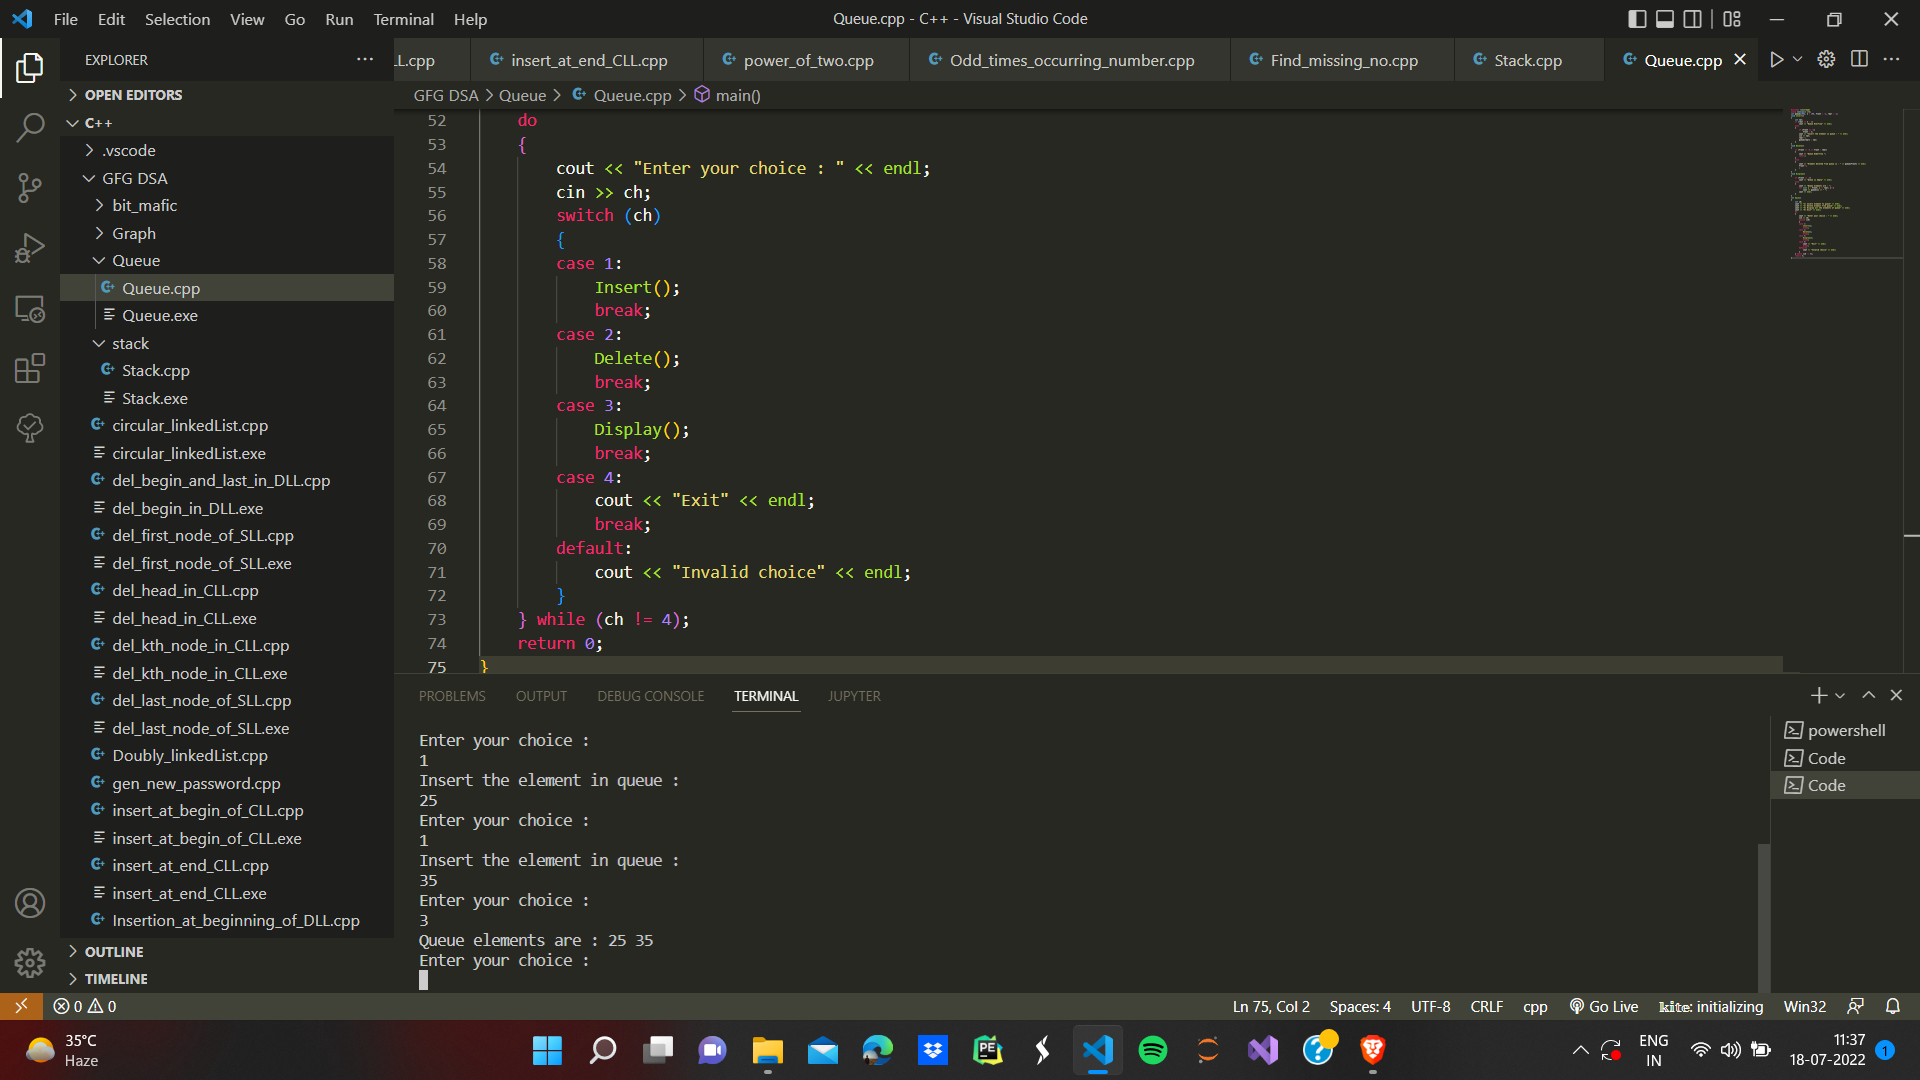 File Edit Selection View Go Run Terminal Help
Queue.cpp - C++ - Visual Studio Code
EXPLORER
LL.cpp
insert_at_end_CLL.cpp
power_of_two.cpp
Odd_times_occurring_number.cpp
Find_missing_no.cpp
Stack.cpp
Queue.cpp
OPEN EDITORS
C++
.vscode
GFG DSA
bit_mafic
Graph
Queue
Queue.cpp
Queue.exe
stack
Stack.cpp
Stack.exe
circular_linkedList.cpp
circular_linkedList.exe
del_begin_and_last_in_DLL.cpp
del_begin_in_DLL.exe
del_first_node_of_SLL.cpp
del_first_node_of_SLL.exe
del_head_in_CLL.cpp
del_head_in_CLL.exe
del_kth_node_in_CLL.cpp
del_kth_node_in_CLL.exe
del_last_node_of_SLL.cpp
del_last_node_of_SLL.exe
Doubly_linkedList.cpp
gen_new_password.cpp
insert_at_begin_of_CLL.cpp
insert_at_begin_of_CLL.exe
insert_at_end_CLL.cpp
insert_at_end_CLL.exe
Insertion_at_beginning_of_DLL.cpp
OUTLINE
TIMELINE
GFG DSA > Queue > Queue.cpp > main()
52 do
53 {
54 cout << "Enter your choice : " << endl;
55 cin >> ch;
56 switch (ch)
57 {
58 case 1:
59 Insert();
60 break;
61 case 2:
62 Delete();
63 break;
64 case 3:
65 Display();
66 break;
67 case 4:
68 cout << "Exit" << endl;
69 break;
70 default:
71 cout << "Invalid choice" << endl;
72 }
73 } while (ch != 4);
74 return 0;
75 }
PROBLEMS OUTPUT DEBUG CONSOLE TERMINAL JUPYTER
Enter your choice :
1
Insert the element in queue :
25
Enter your choice :
1
Insert the element in queue :
35
Enter your choice :
3
Queue elements are : 25 35
Enter your choice :
powershell
Code
Code
0 0
Ln 75, Col 2 Spaces: 4 UTF-8 CRLF cpp Go Live kite: initializing Win32
35°C
Haze
PE
ENG
IN
11:37
18-07-2022
1